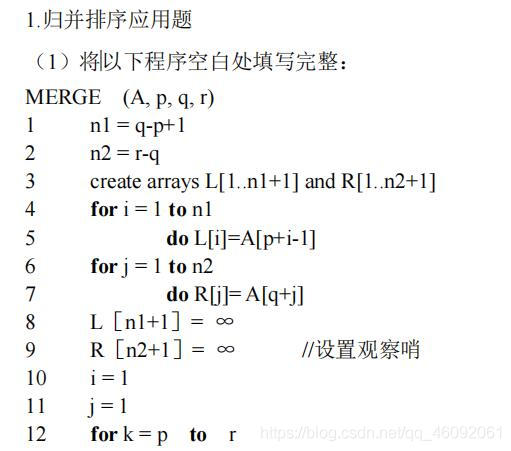 1.归并排序应用题
（1）将以下程序空白处填写完整：
MERGE (A, p, q, r)
1 n1 = q-p+1
2 n2 = r-q
3 create arrays L[1..n1+1] and R[1..n2+1]
4 for i = 1 to n1
5 do L[i]=A[p+i-1]
6 for j = 1 to n2
7 do R[j]= A[q+j]
8 L［n1+1］= ∞
9 R［n2+1］= ∞ //设置观察哨
10 i = 1
11 j = 1
12 for k = p to r
https://blog.csdn.net/qq_46092061